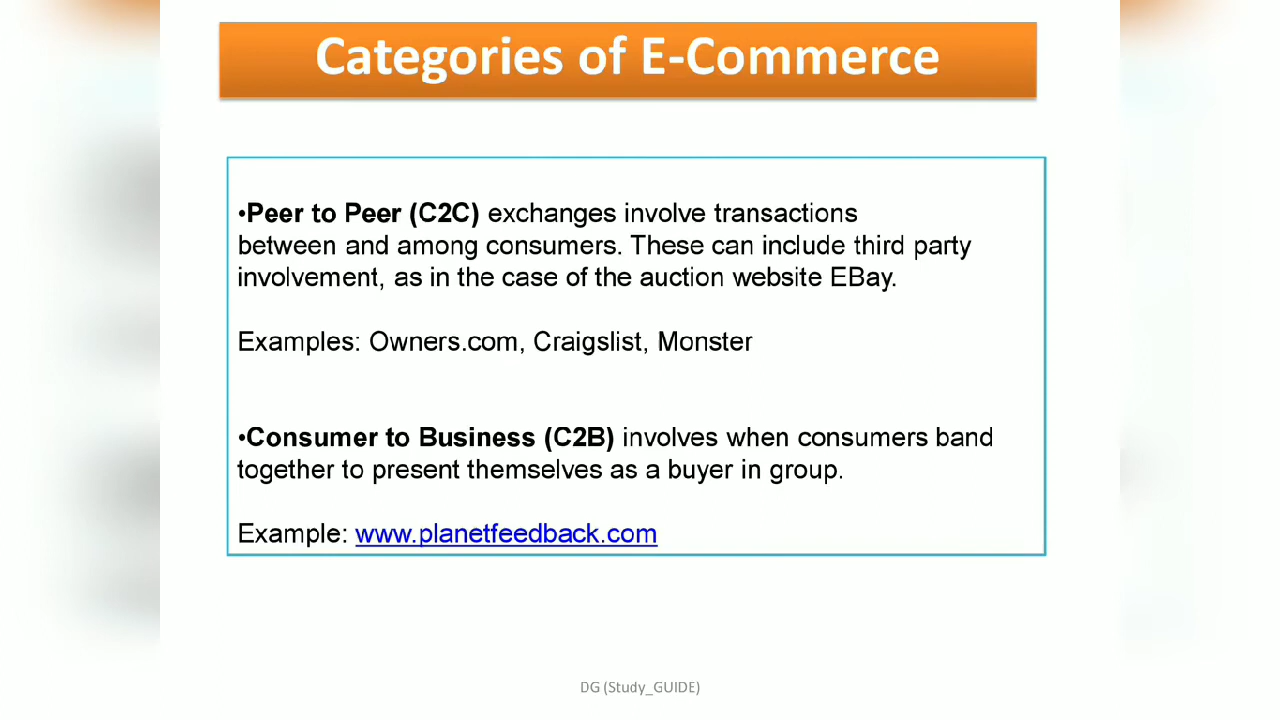 Categories of E-Commerce
•Peer to Peer (C2C) exchanges involve transactions
between and among consumers. These can include third party
involvement, as in the case of the auction website EBay.
Examples: Owners.com, Craigslist, Monster
•Consumer to Business (C2B) involves when consumers band
together to present themselves as a buyer in group.
Example: www.planetfeedback.com
DG (Study_GUIDE)